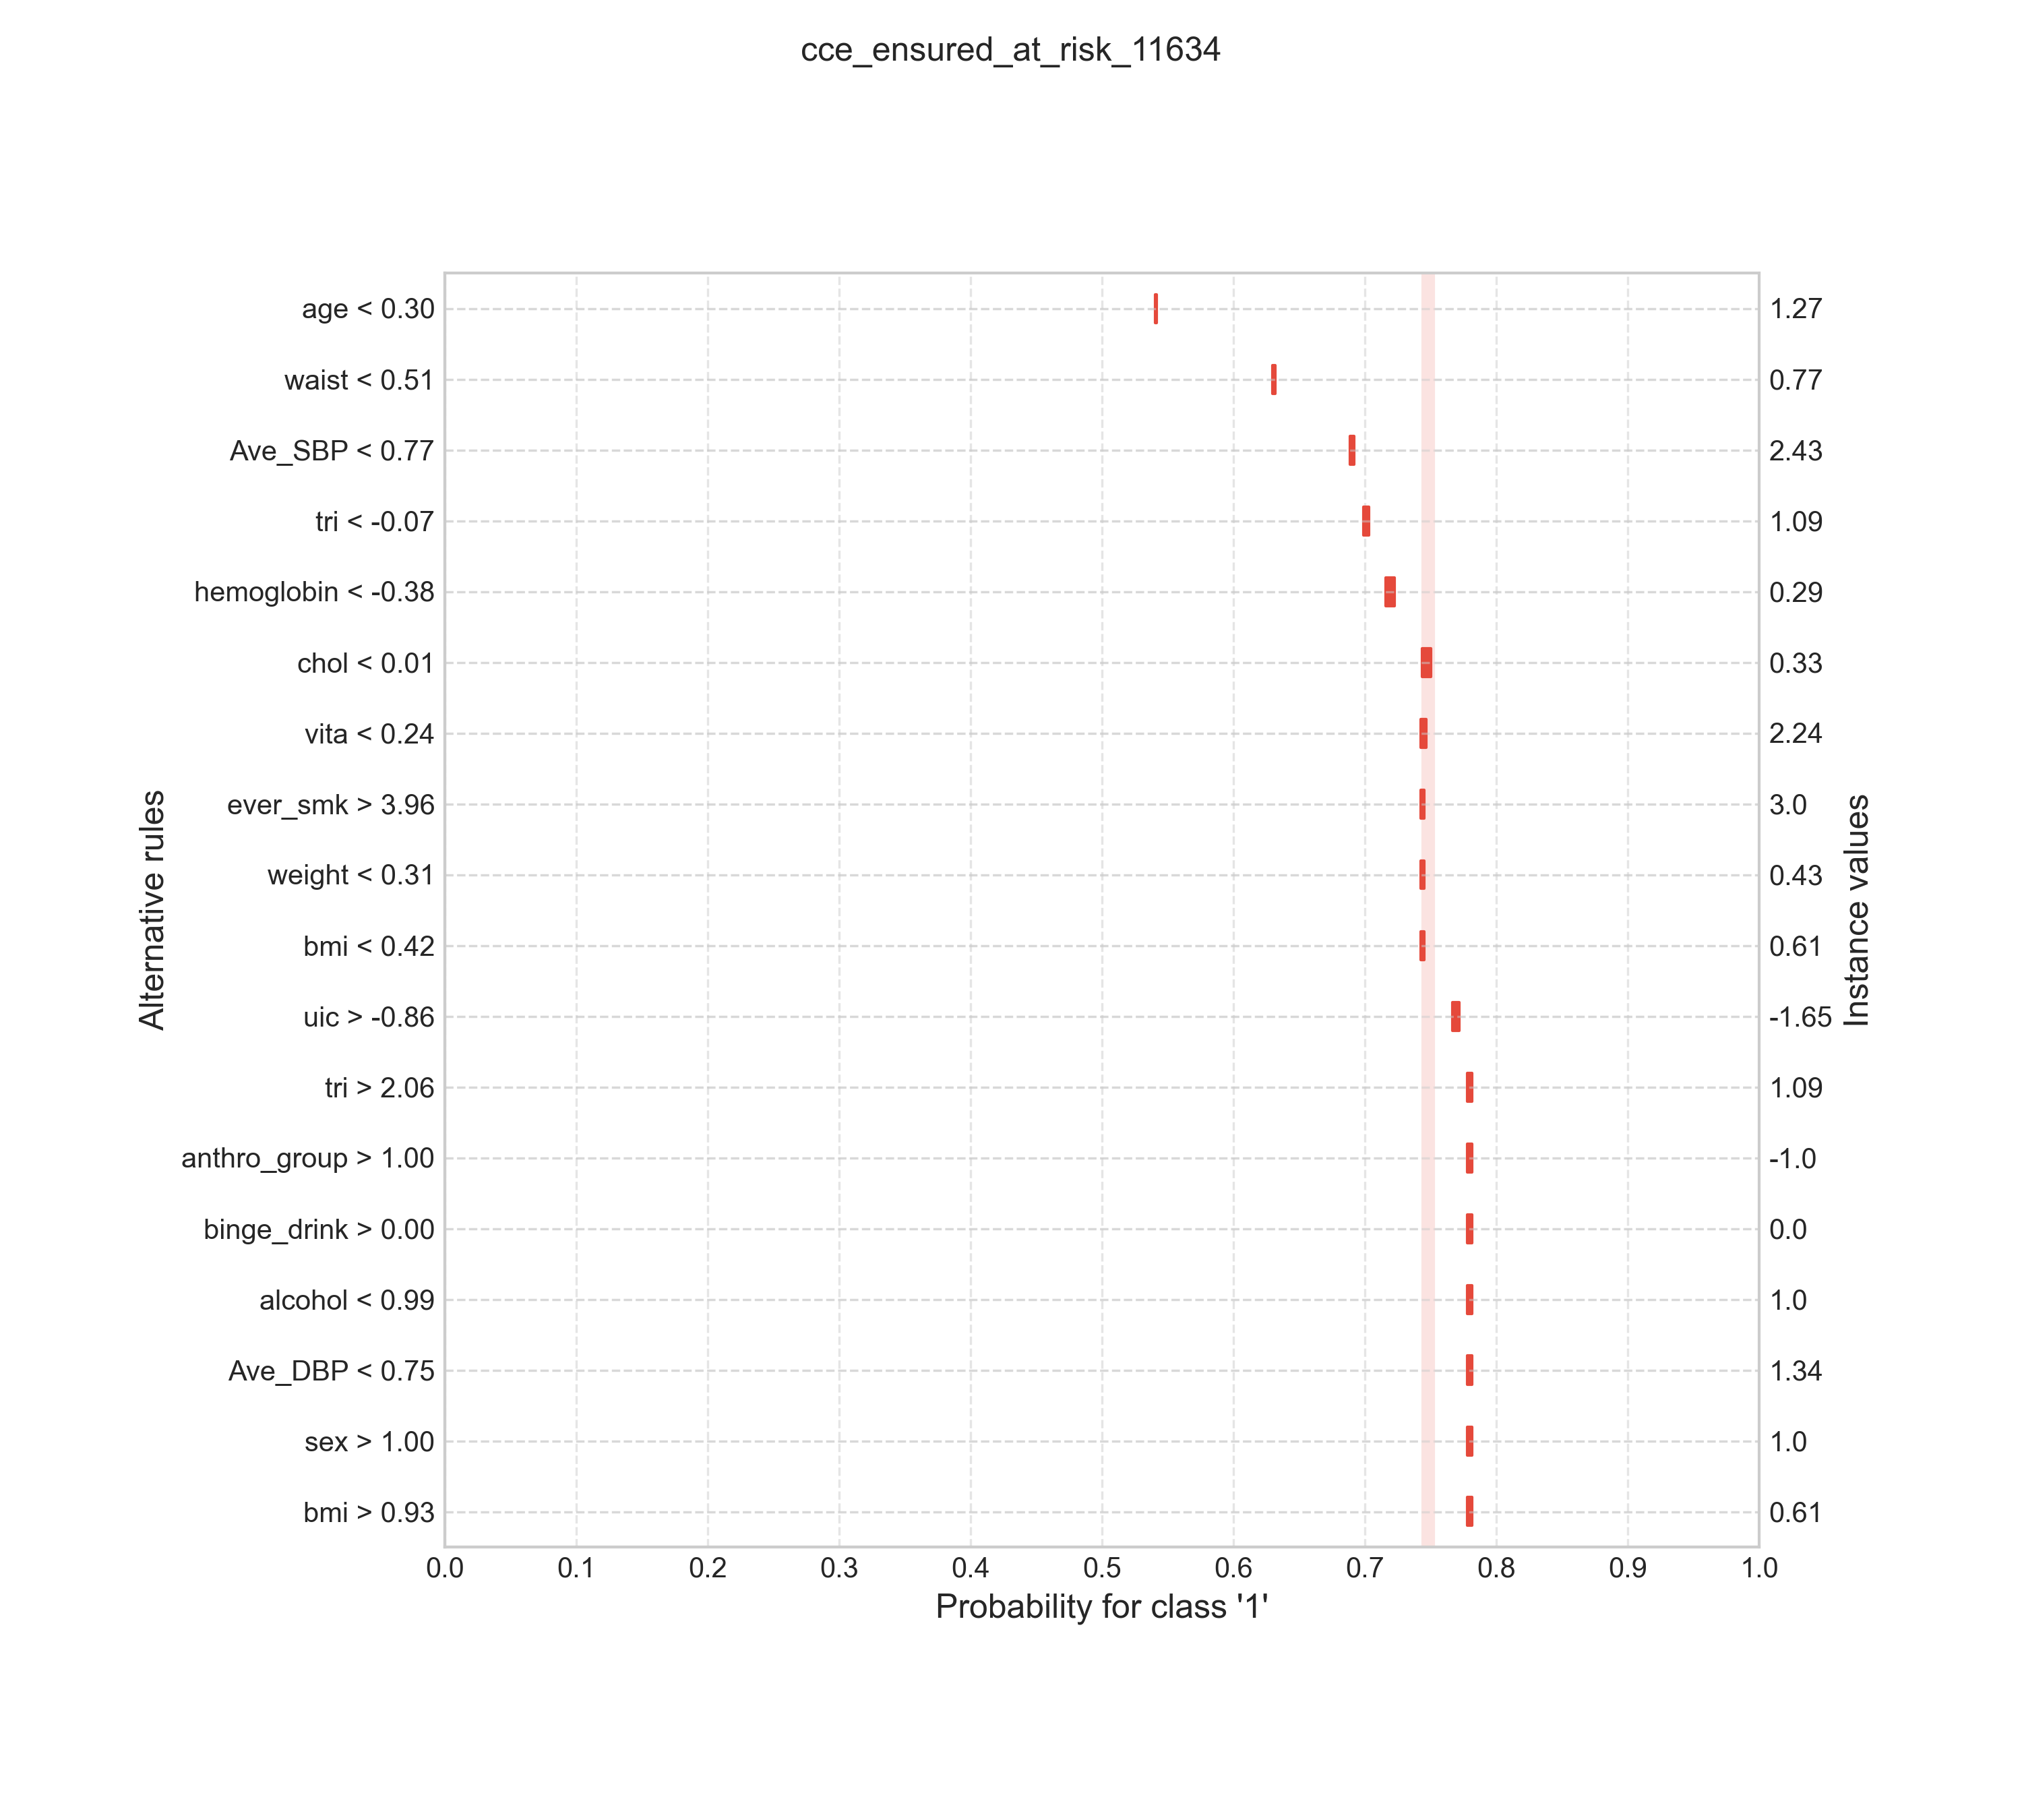 cce_ensured_at_risk_11634
age < 0.30 1.27
waist < 0.51 0.77
Ave_SBP < 0.77 2.43
tri < -0.07 1.09
hemoglobin < -0.38 0.29
chol < 0.01 0.33
vita < 0.24 2.24
ever_smk > 3.96 3.0
weight < 0.31 0.43
bmi < 0.42 0.61
uic > -0.86 -1.65
tri > 2.06 1.09
anthro_group > 1.00 -1.0
binge_drink > 0.00 0.0
alcohol < 0.99 1.0
Ave_DBP < 0.75 1.34
sex > 1.00 1.0
bmi > 0.93 0.61
Alternative rules
Instance values
0.0 0.1 0.2 0.3 0.4 0.5 0.6 0.7 0.8 0.9 1.0
Probability for class '1'